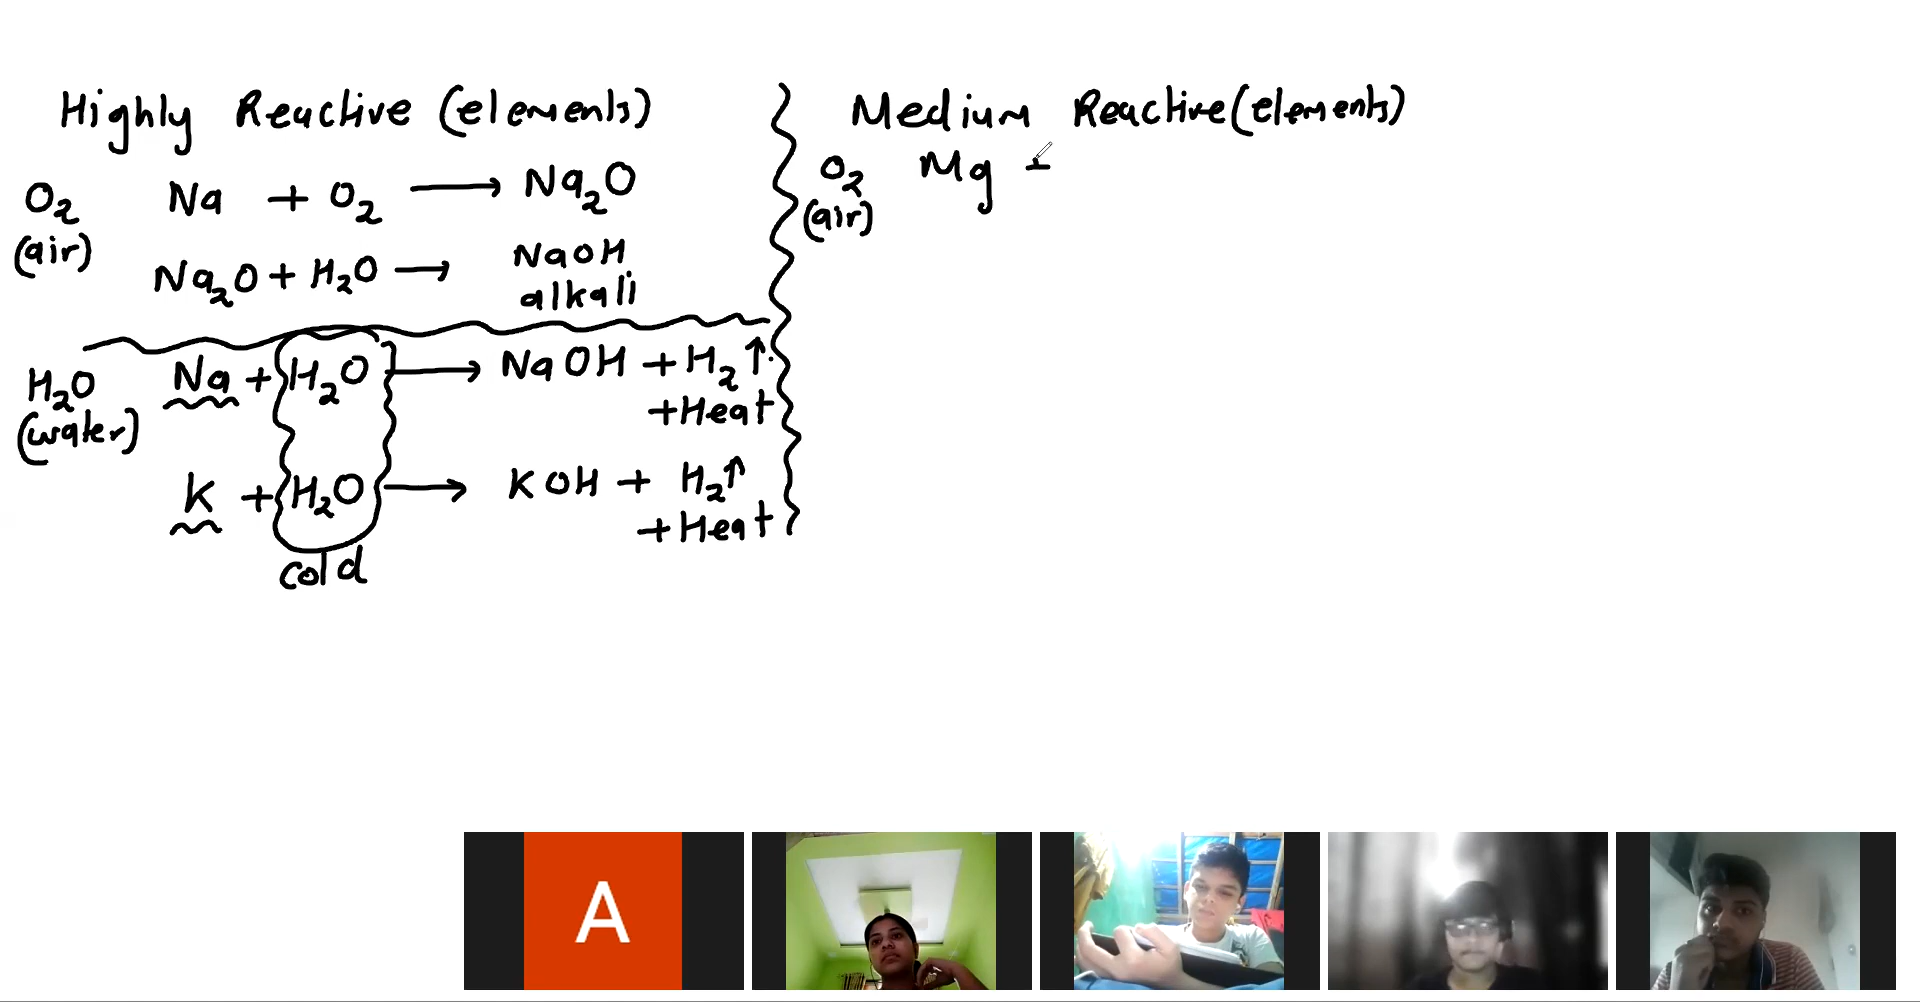 Highly Reactive (elements)
O₂ Na + O₂ → Na₂O
(air)
Na₂O + H₂O → NaOH
alkali
H₂O Na + H₂O → NaOH + H₂↑
(water) + Heat
K + H₂O → KOH + H₂↑
+ Heat
cold
Medium Reactive (elements)
O₂ Mg +
(air)
A